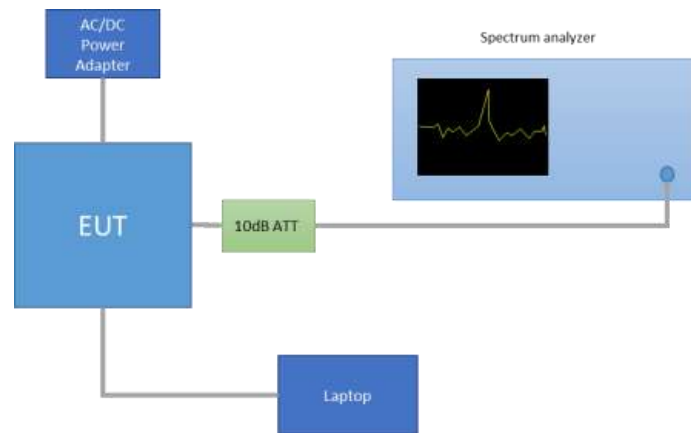 AC/DC
Power
Adapter
Spectrum analyzer
EUT
10dB ATT
Laptop